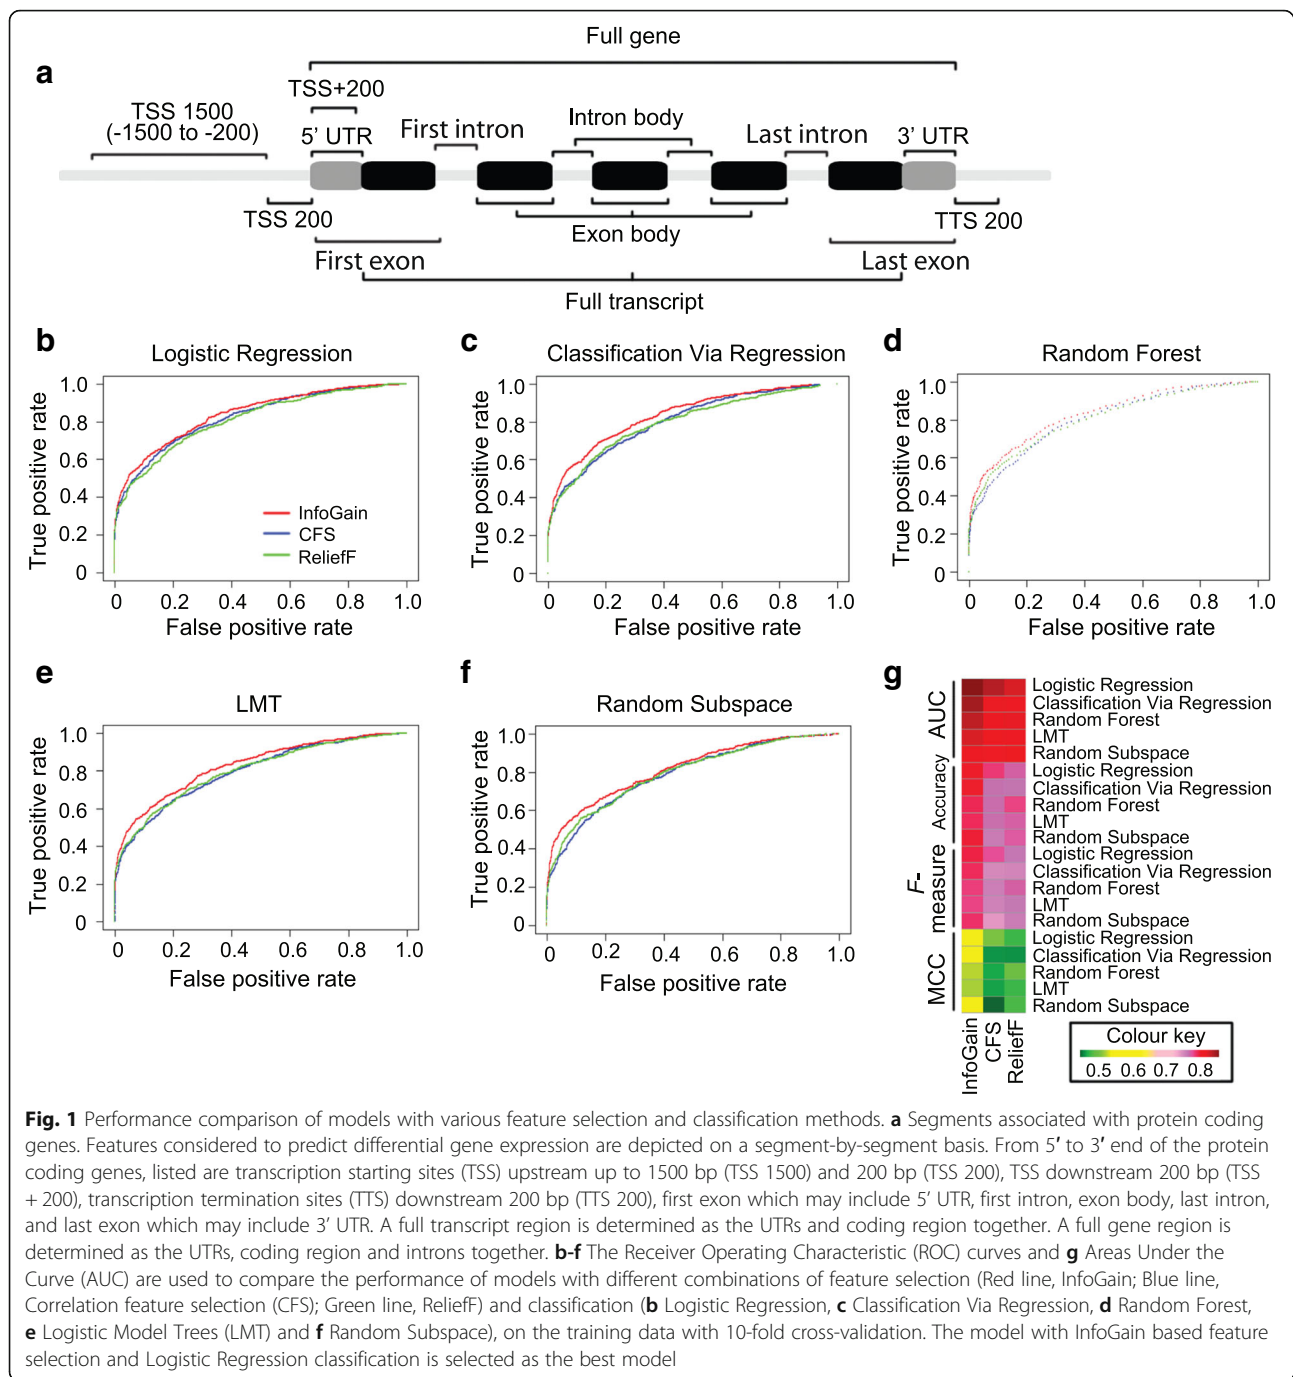 a
Full gene
TSS+200
TSS 1500
(-1500 to -200)
5' UTR
First intron
Intron body
Last intron
3' UTR
TSS 200
Exon body
TTS 200
First exon
Last exon
Full transcript
b
Logistic Regression
True positive rate
1.0
0.8
0.6
0.4
0.2
0
InfoGain
CFS
ReliefF
0 0.2 0.4 0.6 0.8 1.0
False positive rate
c
Classification Via Regression
True positive rate
1.0
0.8
0.6
0.4
0.2
0
0 0.2 0.4 0.6 0.8 1.0
False positive rate
d
Random Forest
True positive rate
1.0
0.8
0.6
0.4
0.2
0
0 0.2 0.4 0.6 0.8 1.0
False positive rate
e
LMT
True positive rate
1.0
0.8
0.6
0.4
0.2
0
0 0.2 0.4 0.6 0.8 1.0
False positive rate
f
Random Subspace
True positive rate
1.0
0.8
0.6
0.4
0.2
0
0 0.2 0.4 0.6 0.8 1.0
False positive rate
g
AUC
Logistic Regression
Classification Via Regression
Random Forest
LMT
Random Subspace
Accuracy
Logistic Regression
Classification Via Regression
Random Forest
LMT
Random Subspace
F-
measure
Logistic Regression
Classification Via Regression
Random Forest
LMT
Random Subspace
MCC
Logistic Regression
Classification Via Regression
Random Forest
LMT
Random Subspace
InfoGain
CFS
ReliefF
Colour key
0.5 0.6 0.7 0.8
Fig. 1 Performance comparison of models with various feature selection and classification methods. a Segments associated with protein coding
genes. Features considered to predict differential gene expression are depicted on a segment-by-segment basis. From 5′ to 3′ end of the protein
coding genes, listed are transcription starting sites (TSS) upstream up to 1500 bp (TSS 1500) and 200 bp (TSS 200), TSS downstream 200 bp (TSS
+ 200), transcription termination sites (TTS) downstream 200 bp (TTS 200), first exon which may include 5′ UTR, first intron, exon body, last intron,
and last exon which may include 3′ UTR. A full transcript region is determined as the UTRs and coding region together. A full gene region is
determined as the UTRs, coding region and introns together. b-f The Receiver Operating Characteristic (ROC) curves and g Areas Under the
Curve (AUC) are used to compare the performance of models with different combinations of feature selection (Red line, InfoGain; Blue line,
Correlation feature selection (CFS); Green line, ReliefF) and classification (b Logistic Regression, c Classification Via Regression, d Random Forest,
e Logistic Model Trees (LMT) and f Random Subspace), on the training data with 10-fold cross-validation. The model with InfoGain based feature
selection and Logistic Regression classification is selected as the best model